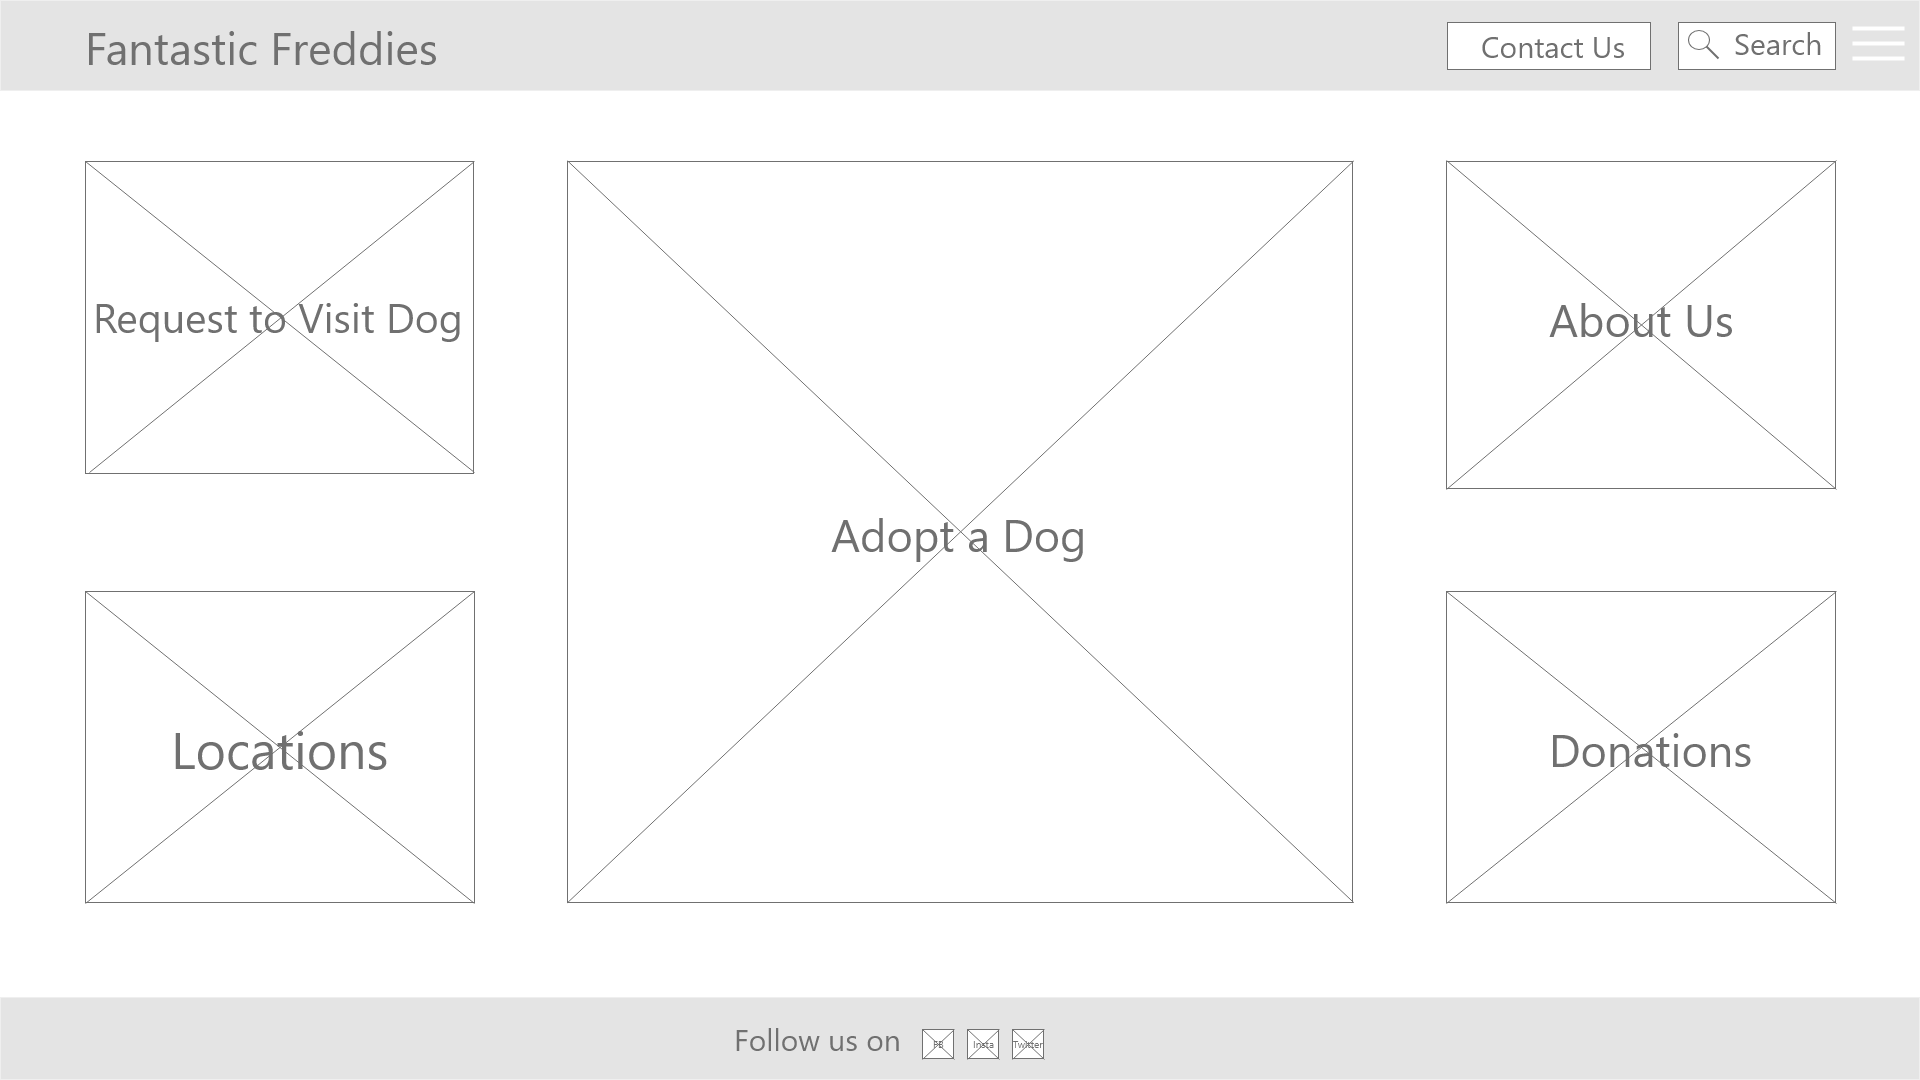 Fantastic Freddies
Contact Us
Search
Request to Visit Dog
Adopt a Dog
About Us
Locations
Donations
Follow us on
FB
Insta
Twitter